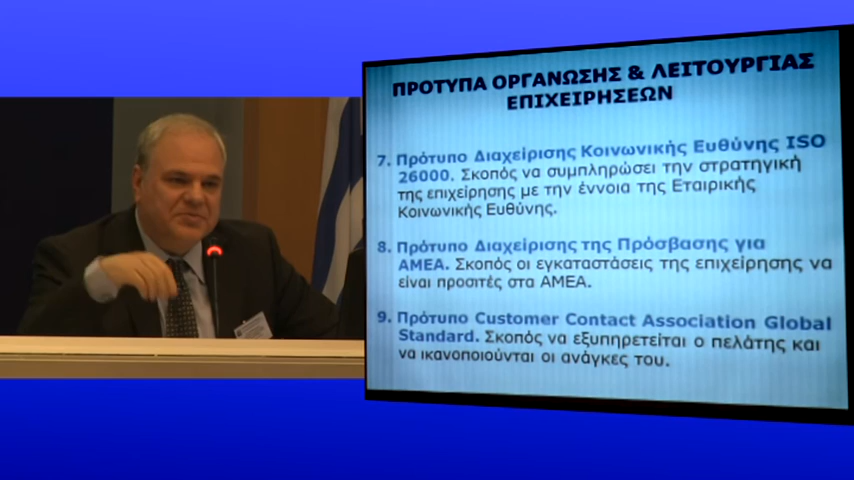 ΠΡΟΤΥΠΑ ΟΡΓΑΝΩΣΗΣ & ΛΕΙΤΟΥΡΓΙΑΣ
ΕΠΙΧΕΙΡΗΣΕΩΝ
7. Πρότυπο Διαχείρισης Κοινωνικής Ευθύνης ISO
26000. Σκοπός να συμπληρώσει την στρατηγική
της επιχείρησης με την έννοια της Εταιρικής
Κοινωνικής Ευθύνης.
8. Πρότυπο Διαχείρισης της Πρόσβασης για
ΑΜΕΑ. Σκοπός οι εγκαταστάσεις της επιχείρησης να
είναι προσιτές στα ΑΜΕΑ.
9. Πρότυπο Customer Contact Association Global
Standard. Σκοπός να εξυπηρετείται ο πελάτης και
να ικανοποιούνται οι ανάγκες του.